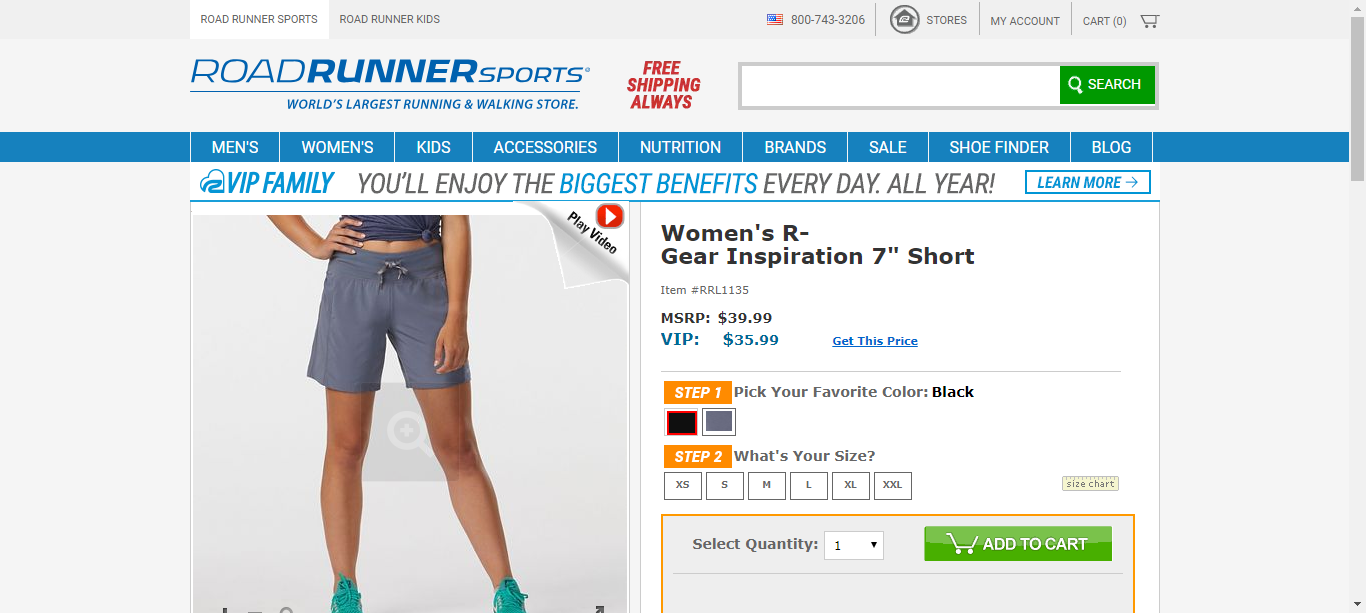 ROAD RUNNER SPORTS
ROAD RUNNER KIDS
800-743-3206
STORES
MY ACCOUNT
CART (0)
ROADRUNNERSPORTS®
WORLD'S LARGEST RUNNING & WALKING STORE.
FREE
SHIPPING
ALWAYS
SEARCH
MEN'S
WOMEN'S
KIDS
ACCESSORIES
NUTRITION
BRANDS
SALE
SHOE FINDER
BLOG
VIP FAMILY
YOU'LL ENJOY THE BIGGEST BENEFITS EVERY DAY. ALL YEAR!
LEARN MORE →
Play Video
Women's R-
Gear Inspiration 7" Short
Item #RRL1135
MSRP: $39.99
VIP: $35.99
Get This Price
STEP 1 Pick Your Favorite Color: Black
STEP 2 What's Your Size?
XS
S
M
L
XL
XXL
size chart
Select Quantity: 1
ADD TO CART